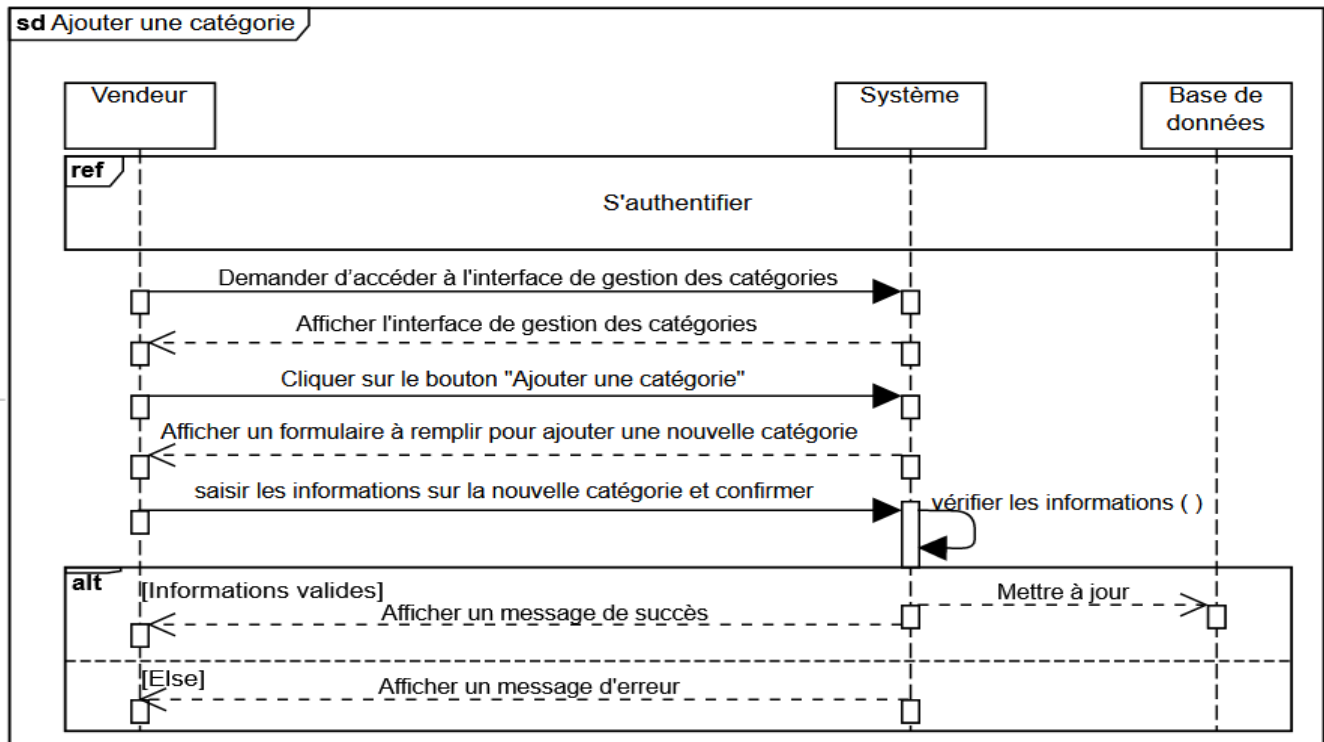 sd Ajouter une catégorie
Vendeur
Système
Base de
données
ref
S'authentifier
Demander d’accéder à l'interface de gestion des catégories
Afficher l'interface de gestion des catégories
Cliquer sur le bouton "Ajouter une catégorie"
Afficher un formulaire à remplir pour ajouter une nouvelle catégorie
saisir les informations sur la nouvelle catégorie et confirmer
vérifier les informations ( )
alt
[Informations valides]
Mettre à jour
Afficher un message de succès
[Else]
Afficher un message d'erreur